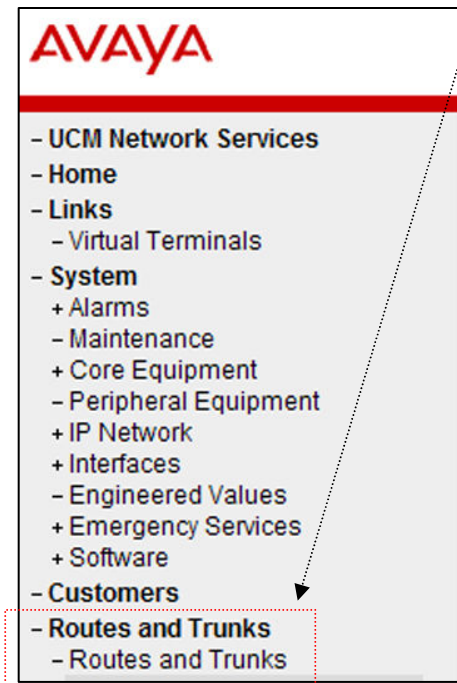 AVAYA
– UCM Network Services
– Home
– Links
– Virtual Terminals
– System
+ Alarms
– Maintenance
+ Core Equipment
– Peripheral Equipment
+ IP Network
+ Interfaces
– Engineered Values
+ Emergency Services
+ Software
– Customers
– Routes and Trunks
– Routes and Trunks